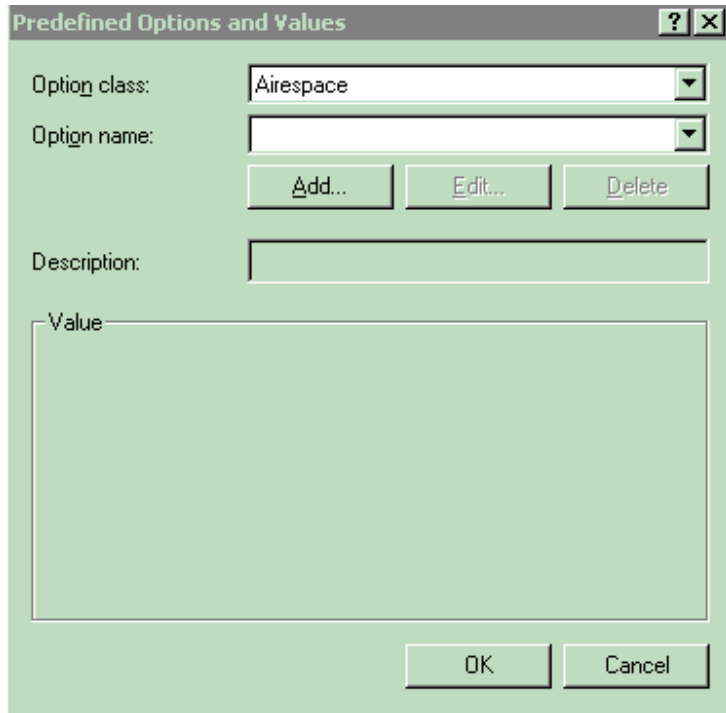 Predefined Options and Values
Option class: Airespace
Option name:
Add... Edit... Delete
Description:
Value
OK Cancel